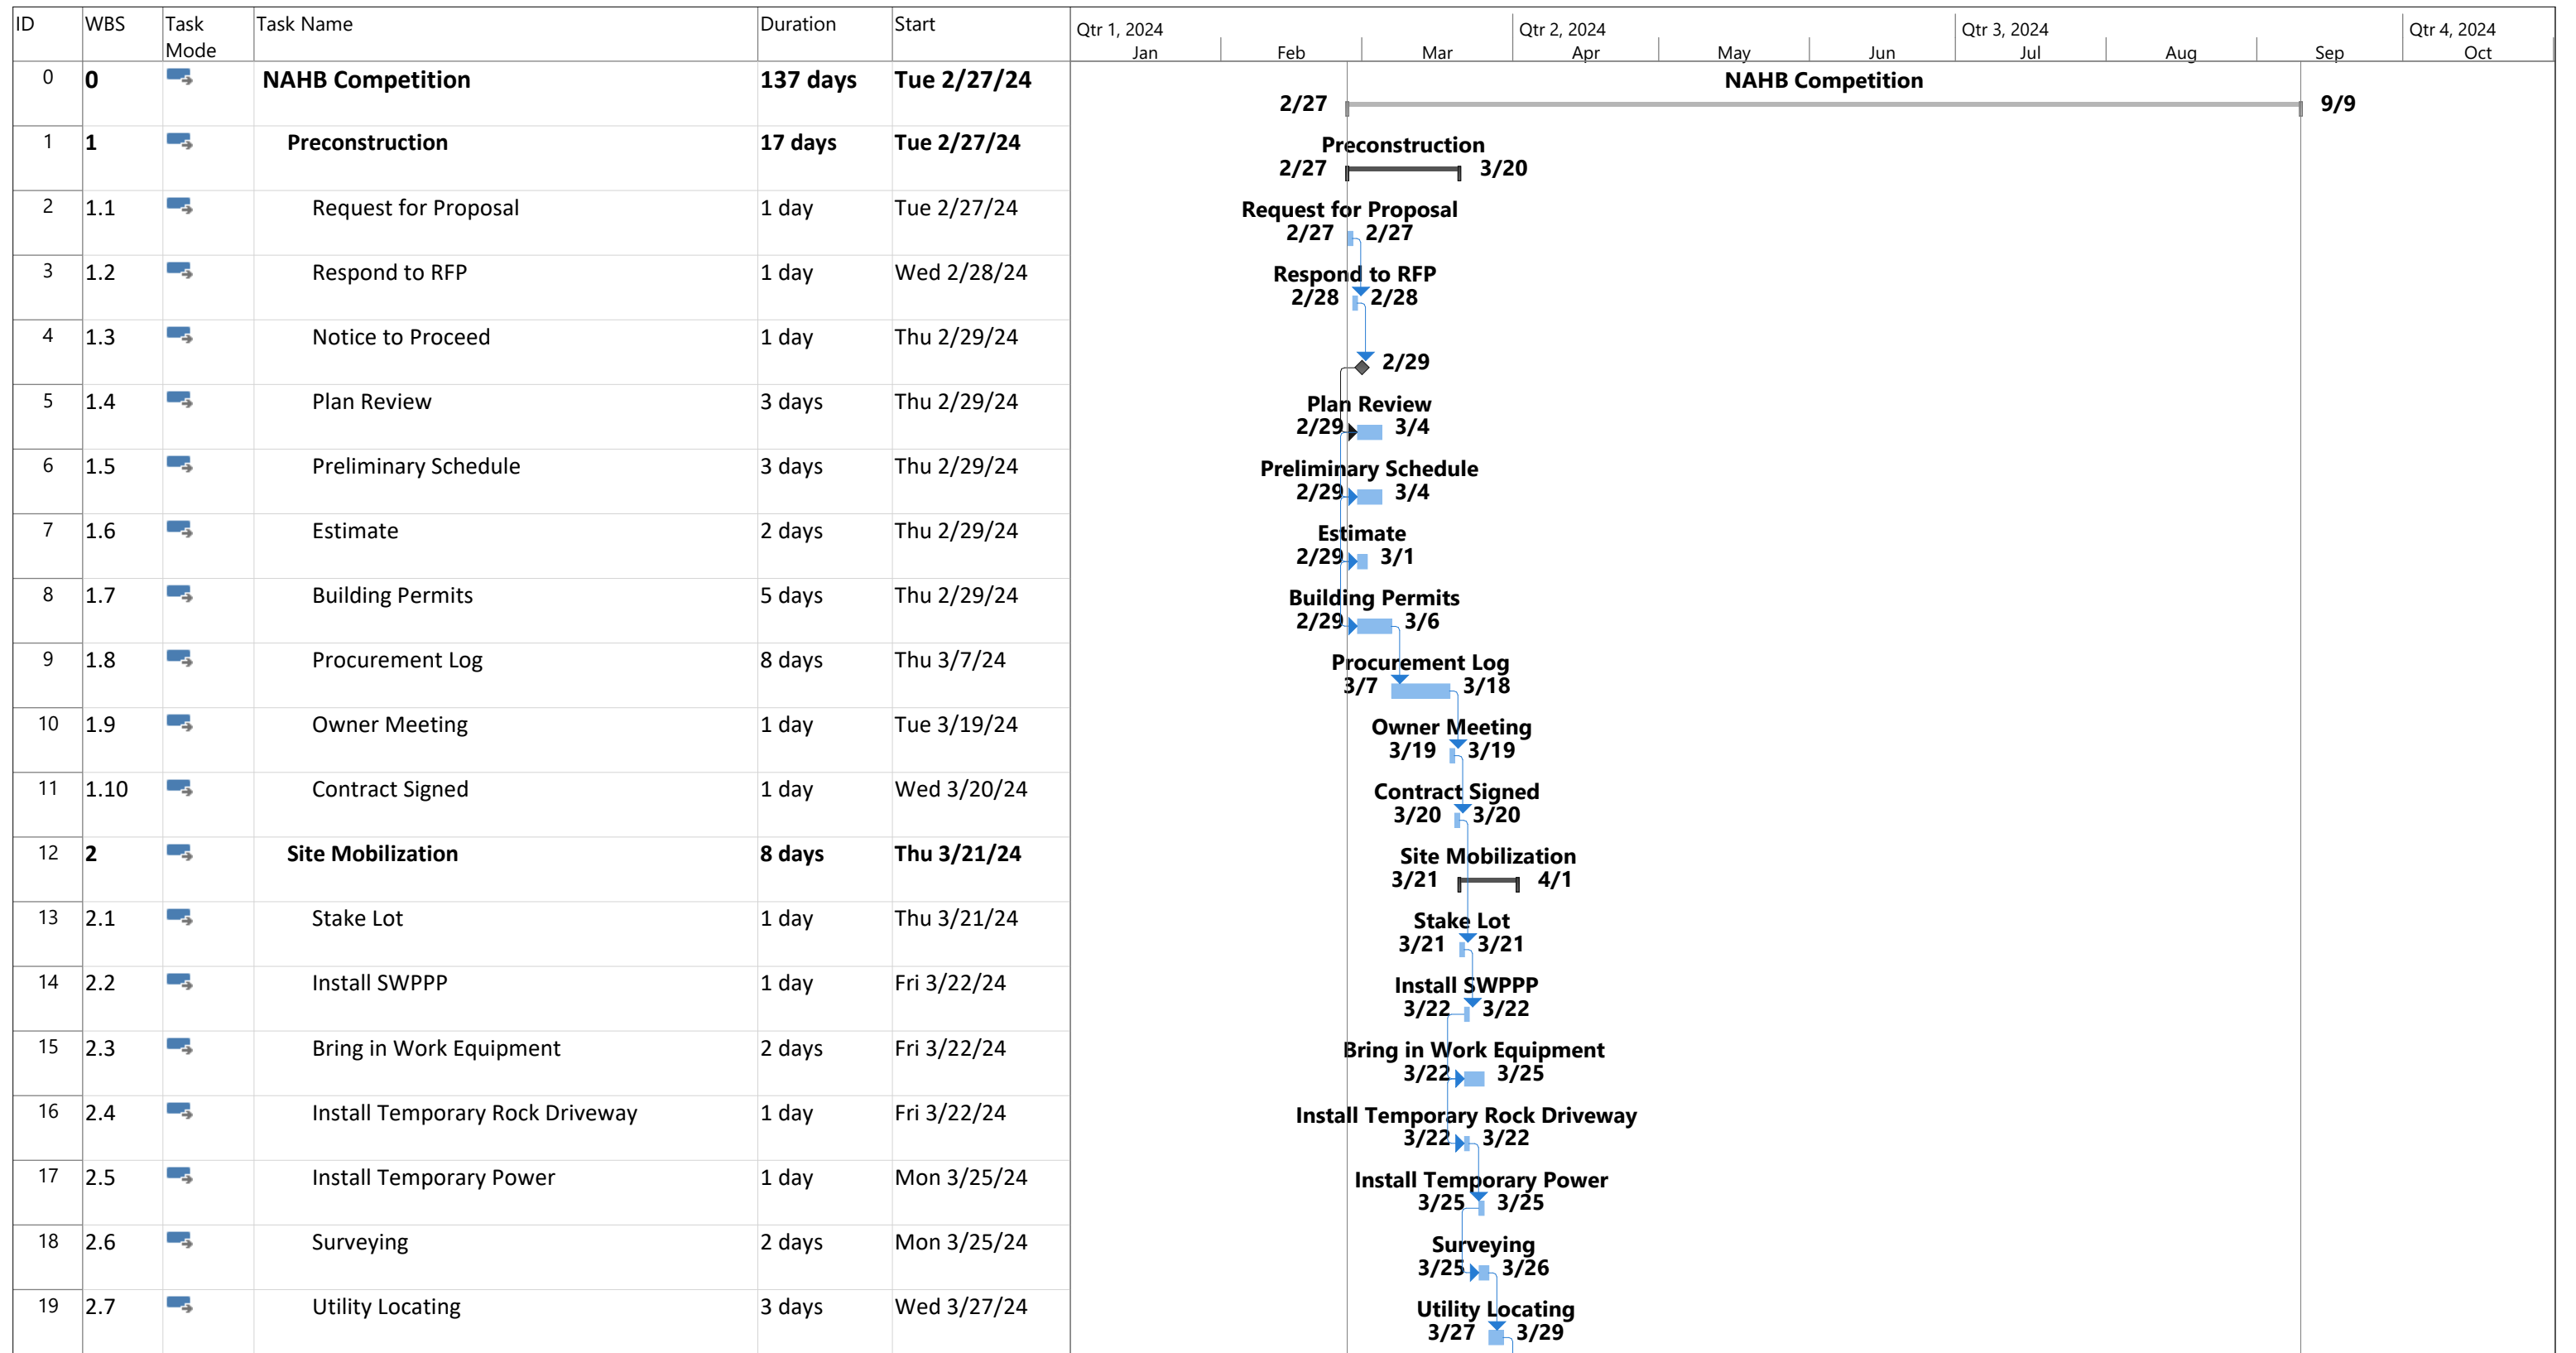 ID WBS Task Mode Task Name Duration Start
Qtr 1, 2024 Qtr 2, 2024 Qtr 3, 2024 Qtr 4, 2024
Jan Feb Mar Apr May Jun Jul Aug Sep Oct
0 0 NAHB Competition 137 days Tue 2/27/24
NAHB Competition
2/27 9/9
1 1 Preconstruction 17 days Tue 2/27/24
Preconstruction
2/27 3/20
2 1.1 Request for Proposal 1 day Tue 2/27/24
Request for Proposal
2/27 2/27
3 1.2 Respond to RFP 1 day Wed 2/28/24
Respond to RFP
2/28 2/28
4 1.3 Notice to Proceed 1 day Thu 2/29/24
2/29
5 1.4 Plan Review 3 days Thu 2/29/24
Plan Review
2/29 3/4
6 1.5 Preliminary Schedule 3 days Thu 2/29/24
Preliminary Schedule
2/29 3/4
7 1.6 Estimate 2 days Thu 2/29/24
Estimate
2/29 3/1
8 1.7 Building Permits 5 days Thu 2/29/24
Building Permits
2/29 3/6
9 1.8 Procurement Log 8 days Thu 3/7/24
Procurement Log
3/7 3/18
10 1.9 Owner Meeting 1 day Tue 3/19/24
Owner Meeting
3/19 3/19
11 1.10 Contract Signed 1 day Wed 3/20/24
Contract Signed
3/20 3/20
12 2 Site Mobilization 8 days Thu 3/21/24
Site Mobilization
3/21 4/1
13 2.1 Stake Lot 1 day Thu 3/21/24
Stake Lot
3/21 3/21
14 2.2 Install SWPPP 1 day Fri 3/22/24
Install SWPPP
3/22 3/22
15 2.3 Bring in Work Equipment 2 days Fri 3/22/24
Bring in Work Equipment
3/22 3/25
16 2.4 Install Temporary Rock Driveway 1 day Fri 3/22/24
Install Temporary Rock Driveway
3/22 3/22
17 2.5 Install Temporary Power 1 day Mon 3/25/24
Install Temporary Power
3/25 3/25
18 2.6 Surveying 2 days Mon 3/25/24
Surveying
3/25 3/26
19 2.7 Utility Locating 3 days Wed 3/27/24
Utility Locating
3/27 3/29